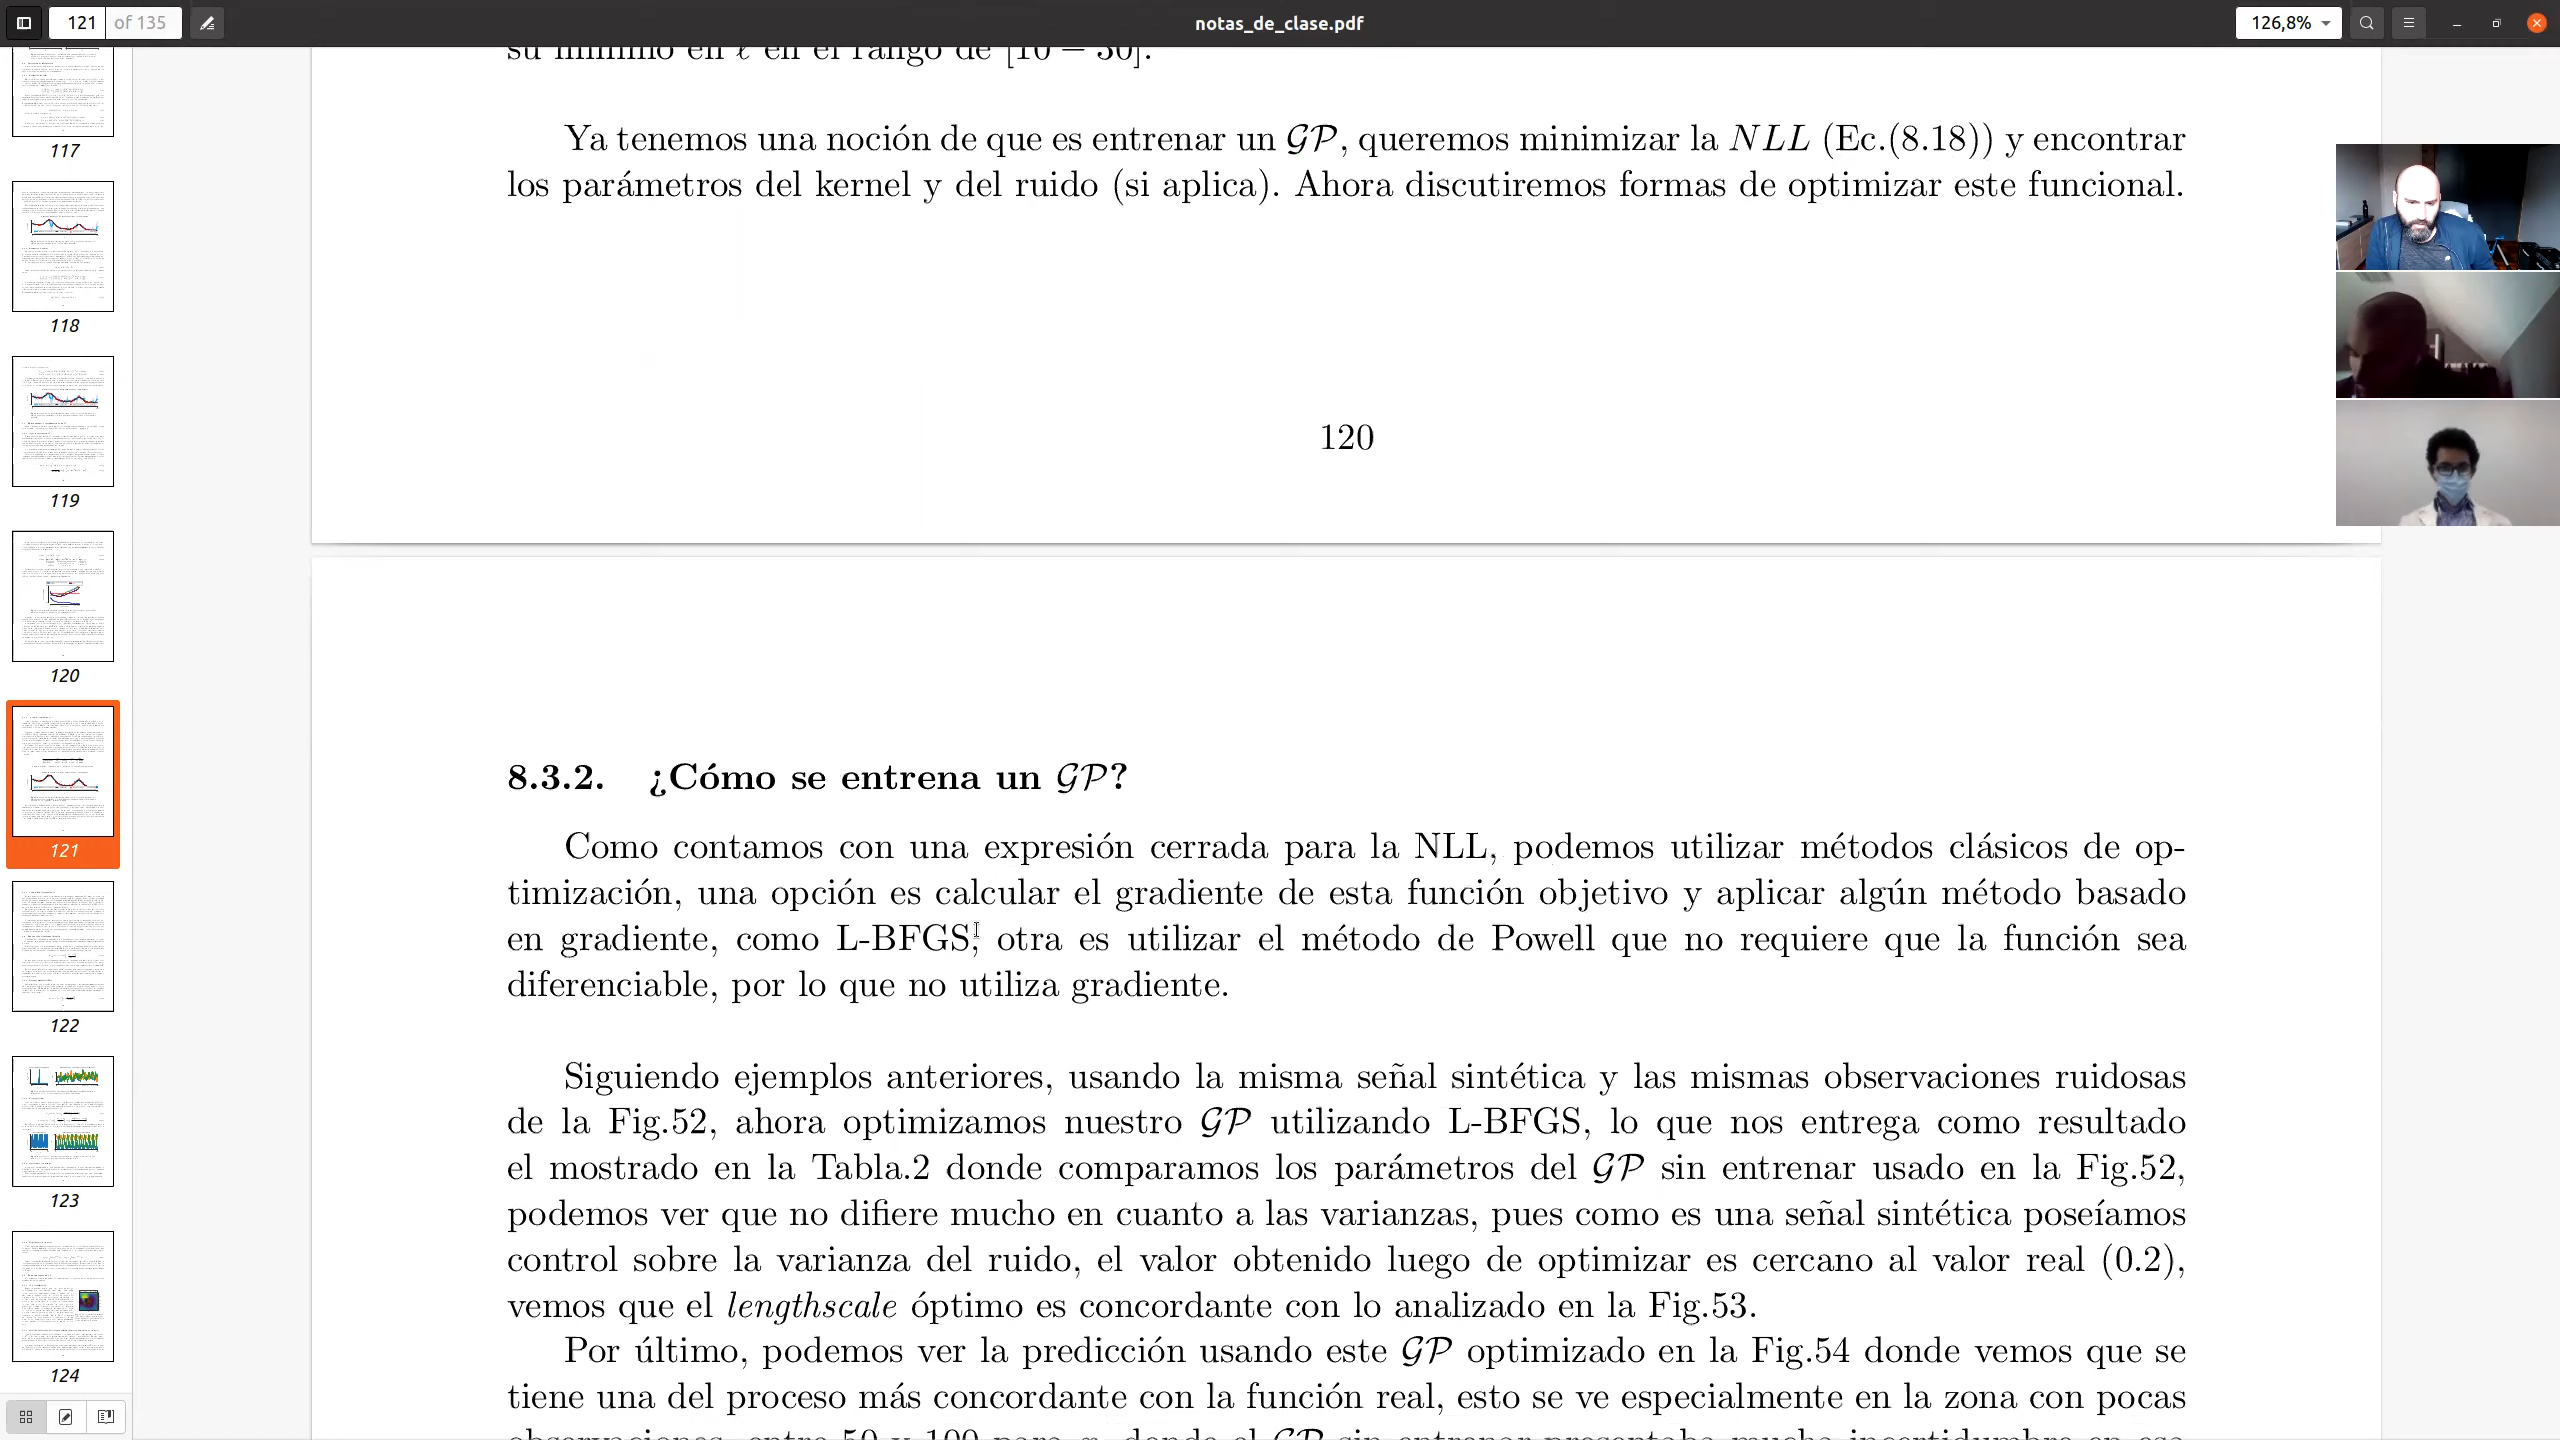 121 of 135
notas_de_clase.pdf
126,8%
su mínimo en ℓ en el rango de [10 − 30].
Ya tenemos una noción de que es entrenar un 𝒢𝒫, queremos minimizar la NLL (Ec.(8.18)) y encontrar
los parámetros del kernel y del ruido (si aplica). Ahora discutiremos formas de optimizar este funcional.
120
8.3.2. ¿Cómo se entrena un 𝒢𝒫?
Como contamos con una expresión cerrada para la NLL, podemos utilizar métodos clásicos de op-
timización, una opción es calcular el gradiente de esta función objetivo y aplicar algún método basado
en gradiente, como L-BFGS; otra es utilizar el método de Powell que no requiere que la función sea
diferenciable, por lo que no utiliza gradiente.
Siguiendo ejemplos anteriores, usando la misma señal sintética y las mismas observaciones ruidosas
de la Fig.52, ahora optimizamos nuestro 𝒢𝒫 utilizando L-BFGS, lo que nos entrega como resultado
el mostrado en la Tabla.2 donde comparamos los parámetros del 𝒢𝒫 sin entrenar usado en la Fig.52,
podemos ver que no difiere mucho en cuanto a las varianzas, pues como es una señal sintética poseíamos
control sobre la varianza del ruido, el valor obtenido luego de optimizar es cercano al valor real (0.2),
vemos que el lengthscale óptimo es concordante con lo analizado en la Fig.53.
Por último, podemos ver la predicción usando este 𝒢𝒫 optimizado en la Fig.54 donde vemos que se
tiene una del proceso más concordante con la función real, esto se ve especialmente en la zona con pocas
117
118
119
120
121
122
123
124